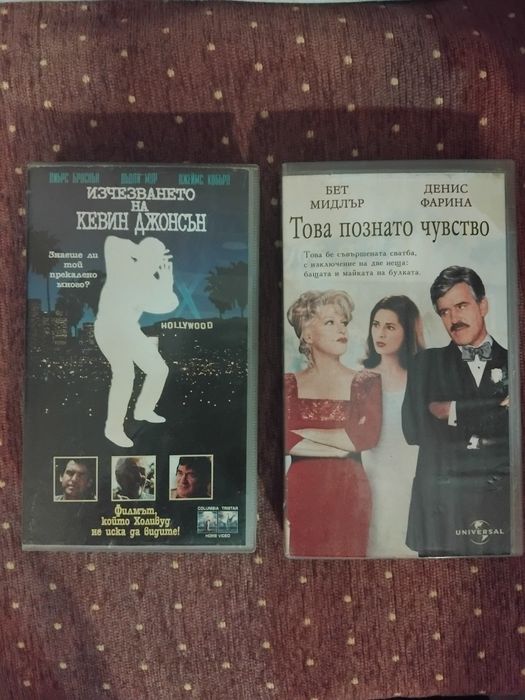 ПИЪРС БРОСНЪН ДЪДЛИ МОР ДЖЕЙМС КОБЪРН
ИЗЧЕЗВАНЕТО
НА
КЕВИН ДЖОНСЪН
Знаеше ли
той
прекалено
много?
HOLLYWOOD
Филмът,
който Холивуд
не иска да видите!
COLUMBIA TRISTAR
HOME VIDEO
БЕТ
МИДЛЪР
ДЕНИС
ФАРИНА
Това познато чувство
Това бе съвършената сватба,
с изключение на две неща:
бащата и майката на булката.
UNIVERSAL